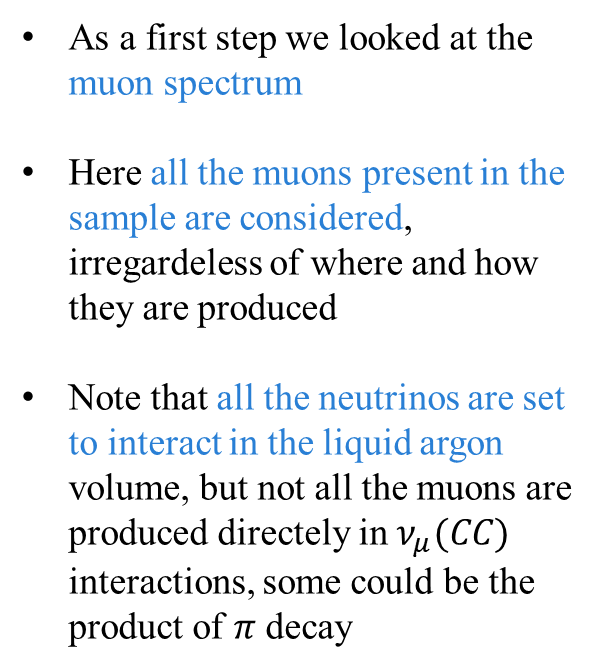 • As a first step we looked at the
muon spectrum
• Here all the muons present in the
sample are considered,
irregardeless of where and how
they are produced
• Note that all the neutrinos are set
to interact in the liquid argon
volume, but not all the muons are
produced directely in ν_μ(CC)
interactions, some could be the
product of π decay